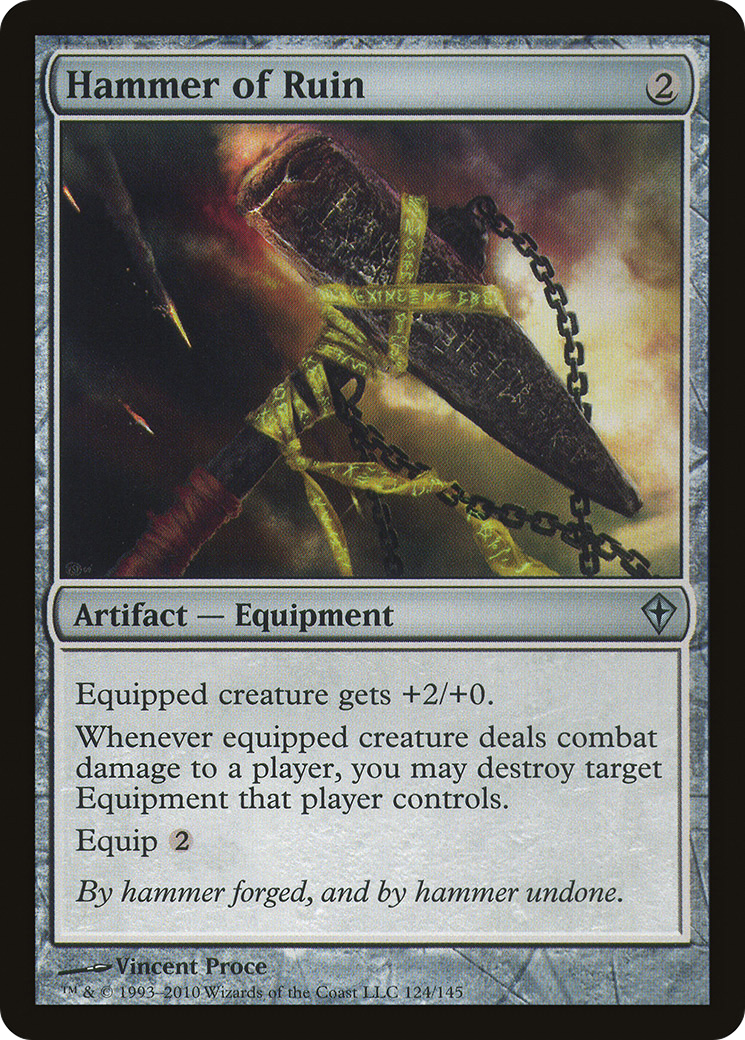 Hammer of Ruin 2
Artifact — Equipment
Equipped creature gets +2/+0.
Whenever equipped creature deals combat
damage to a player, you may destroy target
Equipment that player controls.
Equip 2
By hammer forged, and by hammer undone.
Vincent Proce
™ & © 1993–2010 Wizards of the Coast LLC 124/145